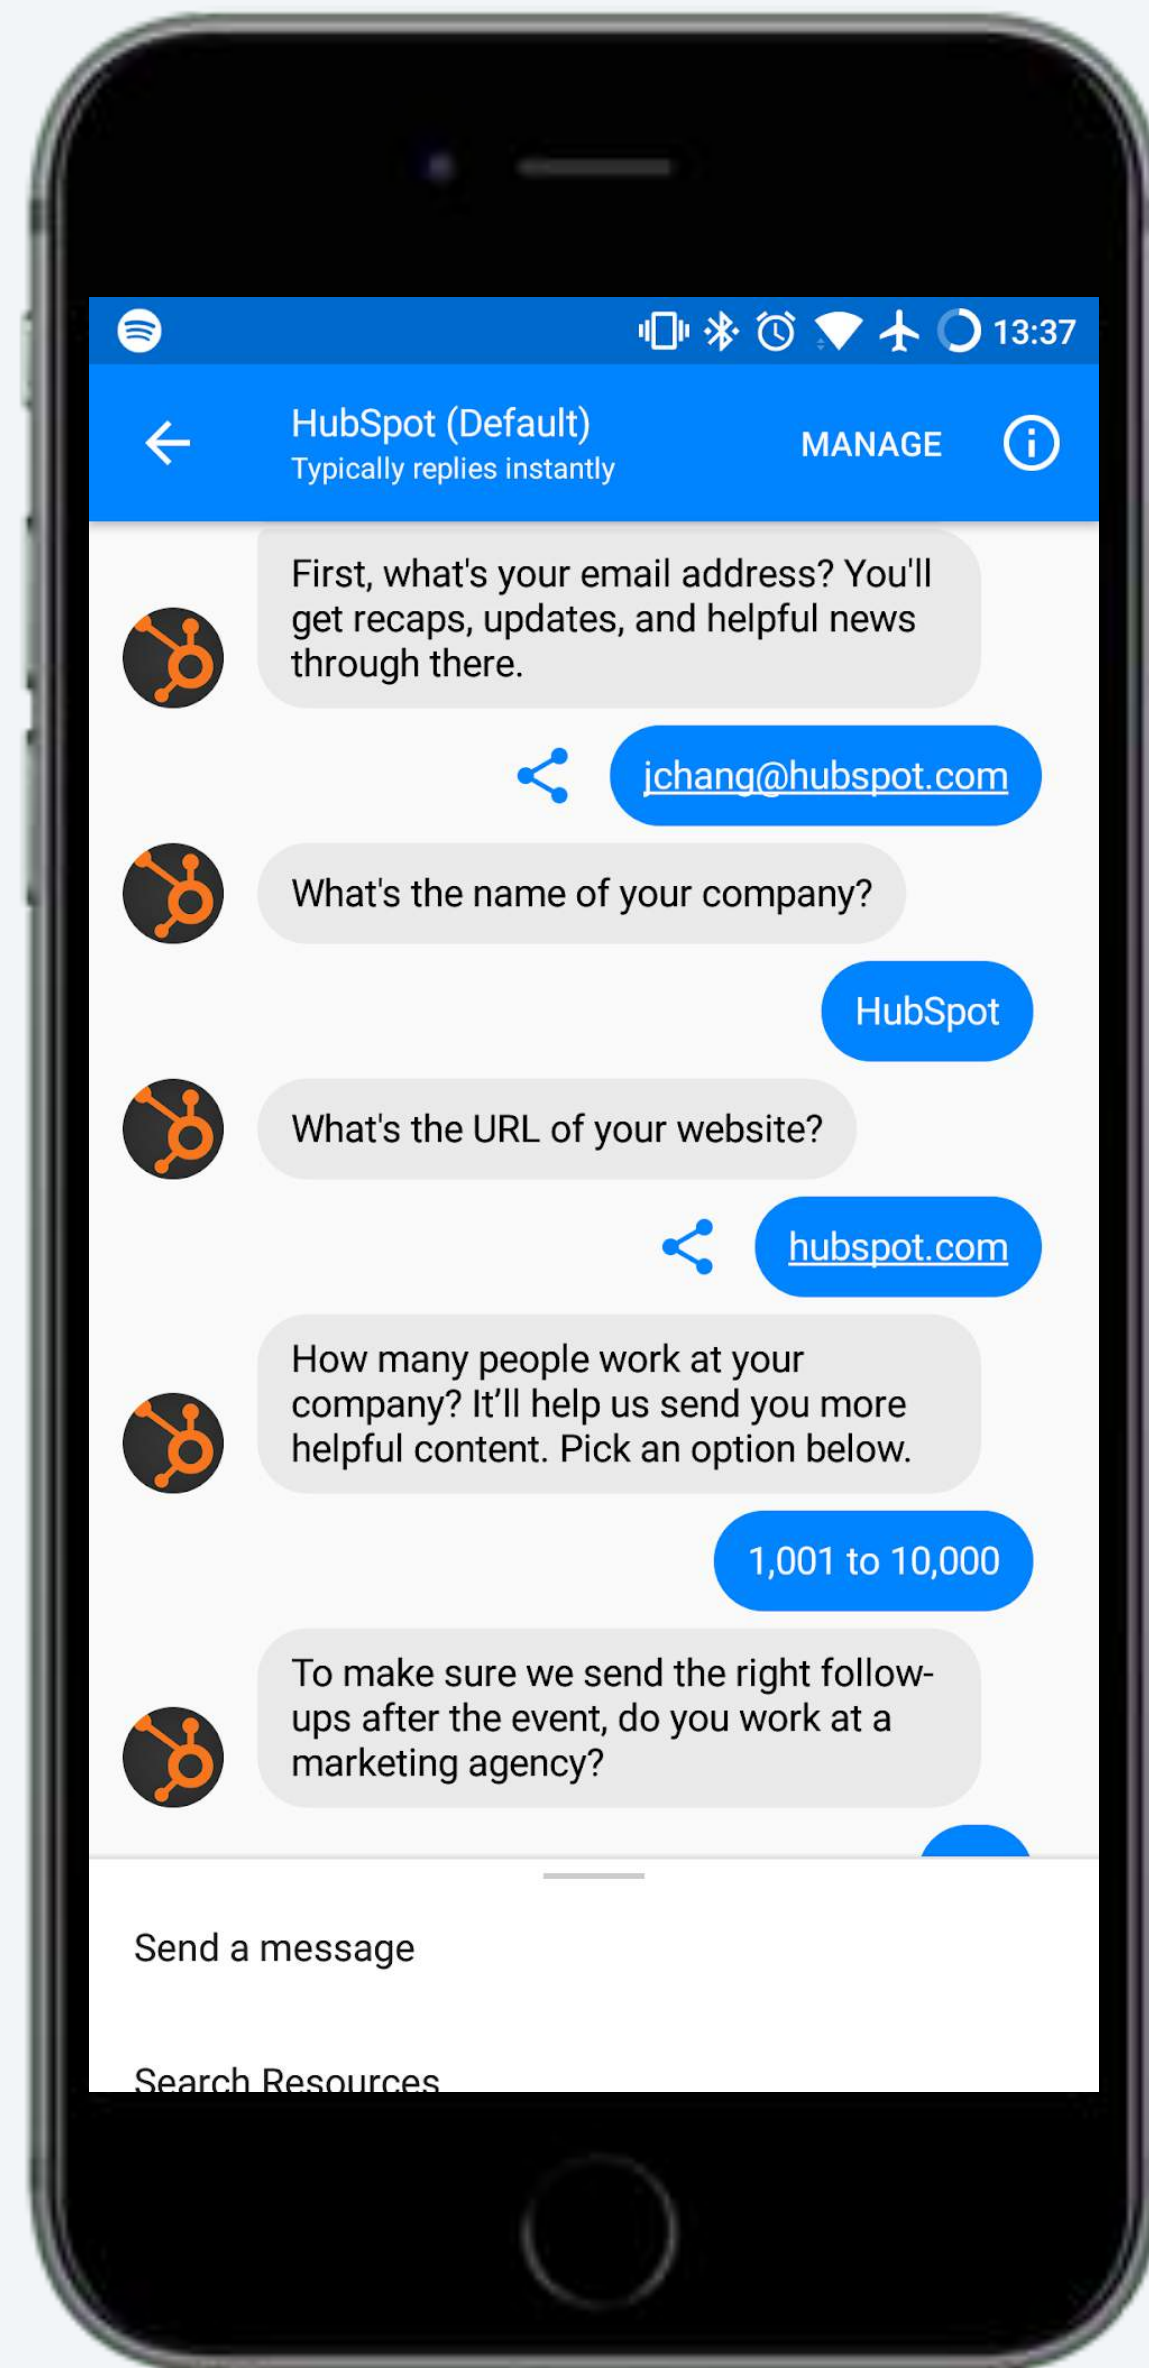 13:37
HubSpot (Default)
Typically replies instantly
MANAGE
First, what's your email address? You'll
get recaps, updates, and helpful news
through there.
jchang@hubspot.com
What's the name of your company?
HubSpot
What's the URL of your website?
hubspot.com
How many people work at your
company? It’ll help us send you more
helpful content. Pick an option below.
1,001 to 10,000
To make sure we send the right follow-
ups after the event, do you work at a
marketing agency?
Send a message
Search Resources